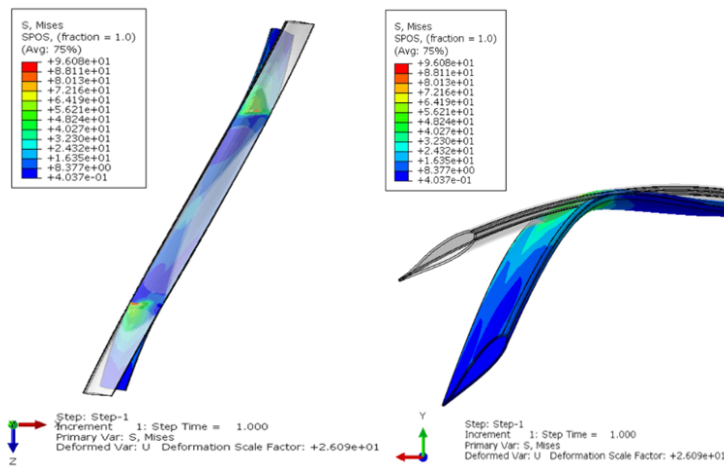 S, Mises
SPOS, (fraction = 1.0)
(Avg: 75%)
+9.608e+01
+8.811e+01
+8.013e+01
+7.216e+01
+6.419e+01
+5.621e+01
+4.824e+01
+4.027e+01
+3.230e+01
+2.432e+01
+1.635e+01
+8.377e+00
+4.037e-01
Step: Step-1
Increment 1: Step Time = 1.000
Primary Var: S, Mises
Deformed Var: U Deformation Scale Factor: +2.609e+01
Z
S, Mises
SPOS, (fraction = 1.0)
(Avg: 75%)
+9.608e+01
+8.811e+01
+8.013e+01
+7.216e+01
+6.419e+01
+5.621e+01
+4.824e+01
+4.027e+01
+3.230e+01
+2.432e+01
+1.635e+01
+8.377e+00
+4.037e-01
Y
Step: Step-1
Increment 1: Step Time = 1.000
Primary Var: S, Mises
Deformed Var: U Deformation Scale Factor: +2.609e+01